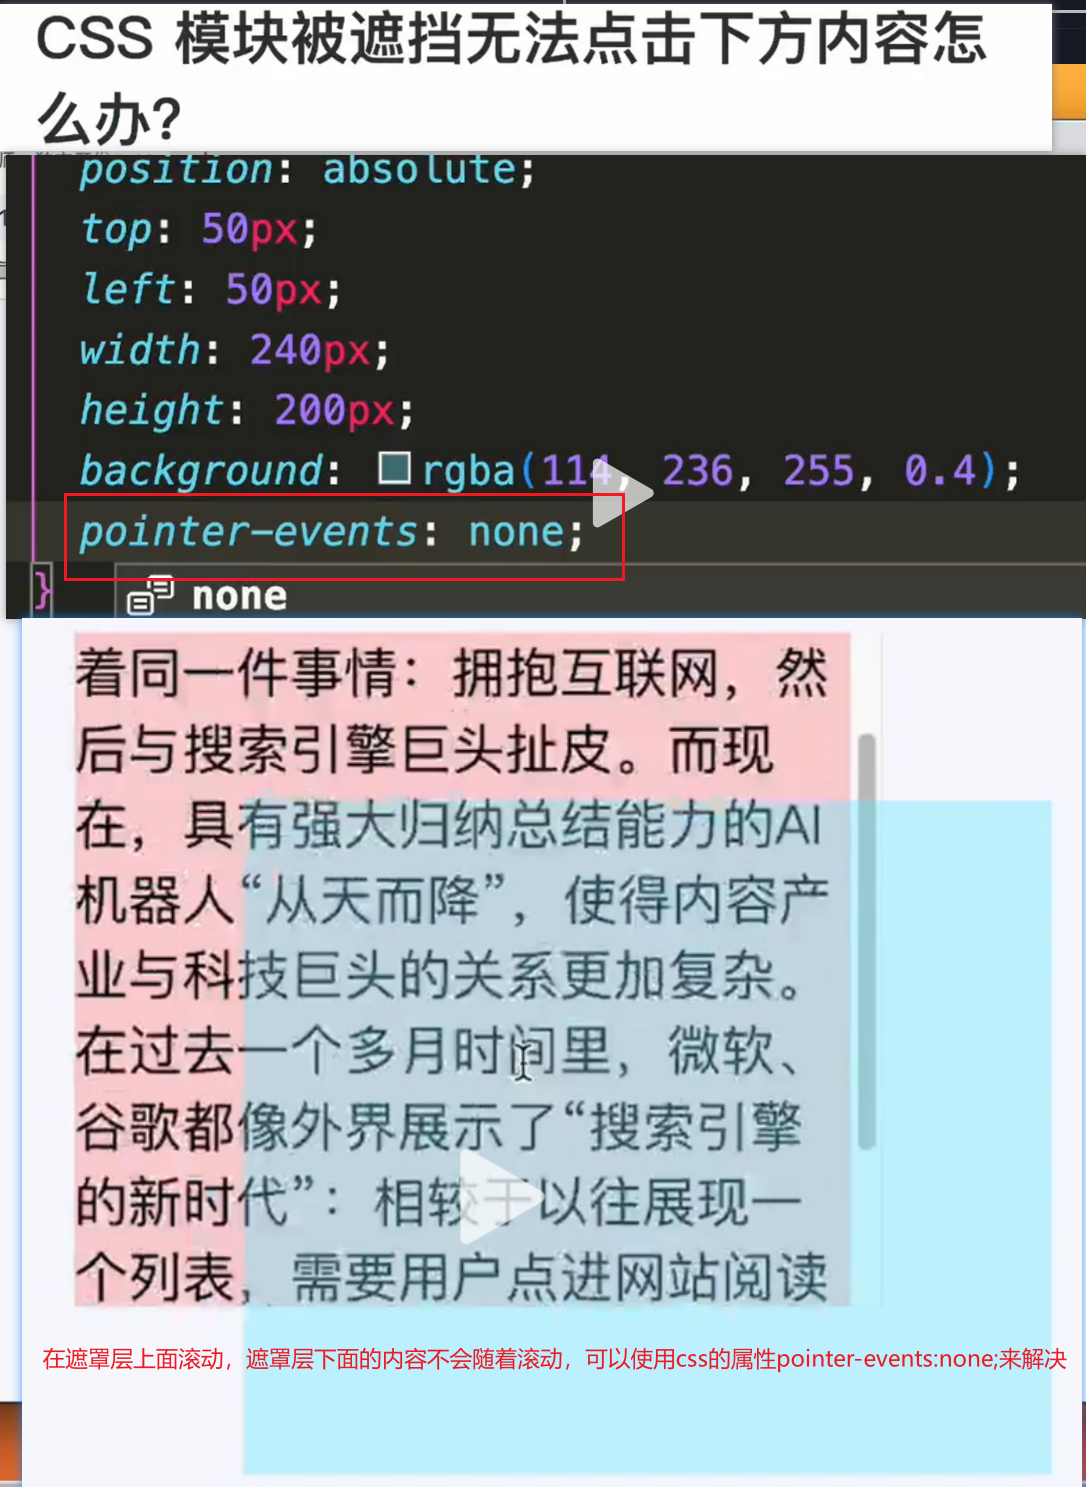 CSS 模块被遮挡无法点击下方内容怎
么办?
position: absolute;
top: 50px;
left: 50px;
width: 240px;
height: 200px;
background: rgba(114, 236, 255, 0.4);
pointer-events: none;
}
none
着同一件事情：拥抱互联网，然
后与搜索引擎巨头扯皮。而现
在，具有强大归纳总结能力的AI
机器人“从天而降”，使得内容产
业与科技巨头的关系更加复杂。
在过去一个多月时间里，微软、
谷歌都像外界展示了“搜索引擎
的新时代”：相较于以往展现一
个列表，需要用户点进网站阅读
在遮罩层上面滚动，遮罩层下面的内容不会随着滚动，可以使用css的属性pointer-events:none;来解决